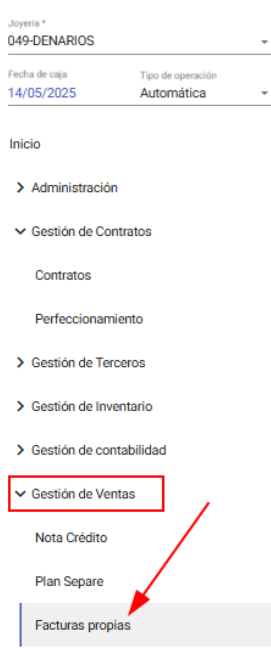 Joyeria *
049-DENARIOS
Fecha de caja Tipo de operación
14/05/2025 Automática
Inicio
Administración
Gestión de Contratos
Contratos
Perfeccionamiento
Gestión de Terceros
Gestión de Inventario
Gestión de contabilidad
Gestión de Ventas
Nota Crédito
Plan Separe
Facturas propias